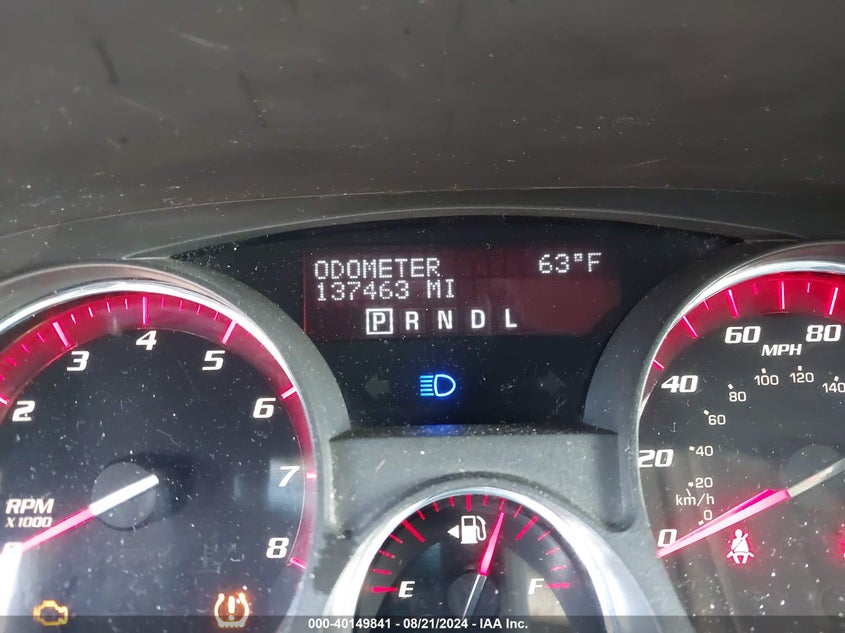 ODOMETER 63°F
137463 MI
P R N D L
2 3 4 5 6 7 8
RPM
X1000
0 20 40 60 80
MPH
0 20 40 60 80 100 120 140
km/h
E F
000-40149841 - 08/21/2024 - IAA Inc.